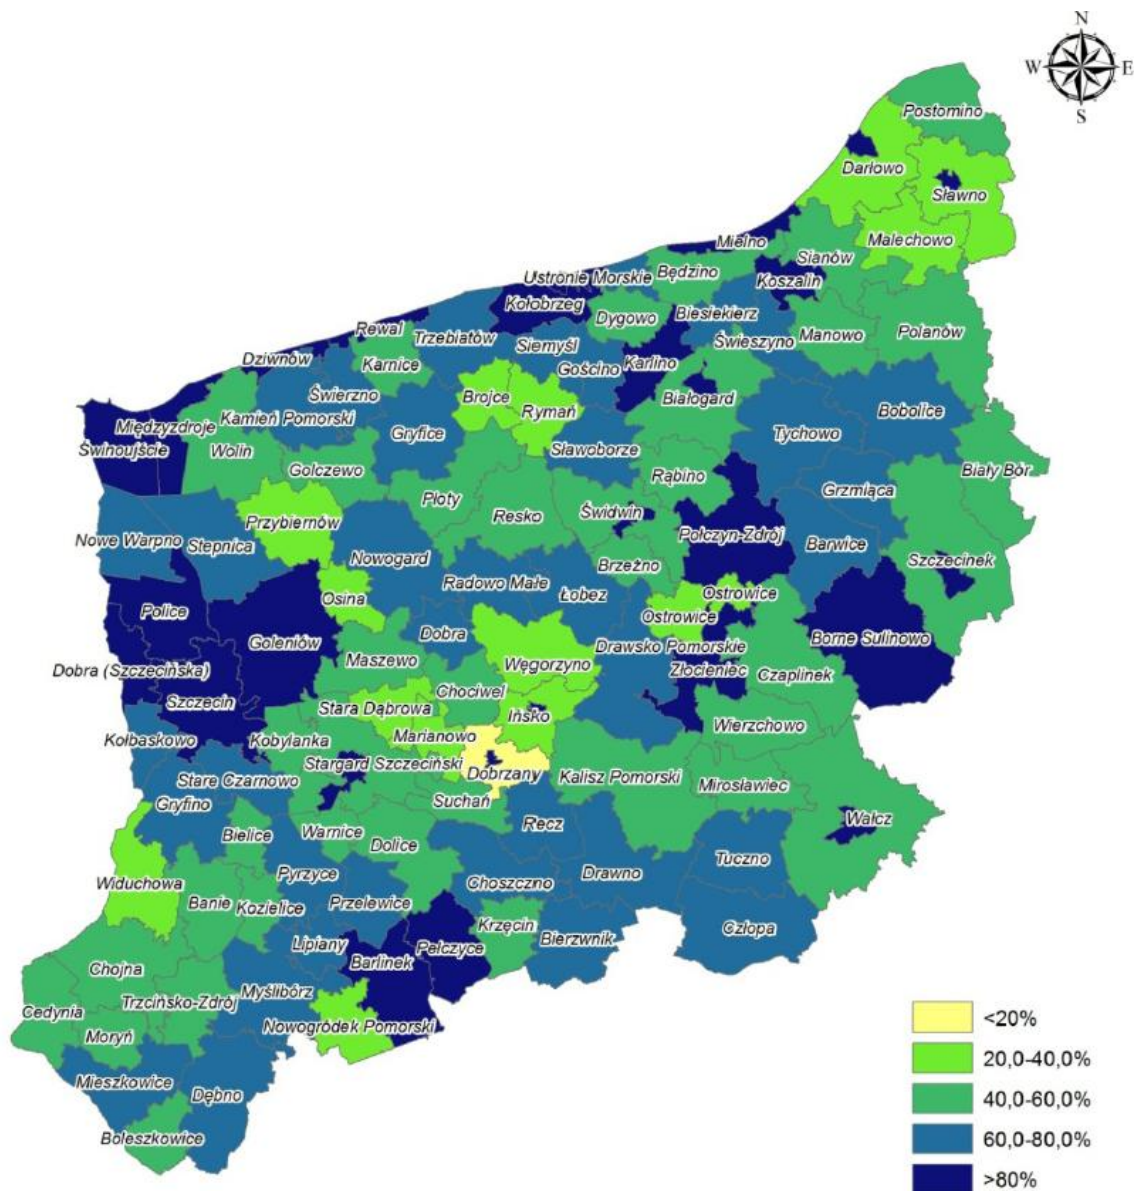 N
W E
S
Postomino
Darłowo
Sławno
Malechowo
Mielno
Sianów
Ustronie Morskie
Będzino
Koszalin
Kołobrzeg
Dygowo
Biesiekierz
Manowo
Polanów
Rewal
Trzebiatów
Siemyśl
Świeszyno
Dziwnów
Karnice
Gościno
Karlino
Świerzno
Brojce
Rymań
Białogard
Bobolice
Międzyzdroje
Kamień Pomorski
Gryfice
Tychowo
Świnoujście
Wolin
Golczewo
Sławoborze
Biały Bór
Rąbino
Grzmiąca
Płoty
Resko
Świdwin
Przybiernów
Połczyn-Zdrój
Nowe Warpno
Stepnica
Nowogard
Barwice
Szczecinek
Brzeżno
Radowo Małe
Łobez
Ostrowice
Osina
Police
Ostrowice
Goleniów
Dobra
Drawsko Pomorskie
Borne Sulinowo
Maszewo
Węgorzyno
Dobra (Szczecińska)
Złocieniec
Czaplinek
Chociwel
Szczecin
Stara Dąbrowa
Ińsko
Wierzchowo
Kołbaskowo
Kobylanka
Marianowo
Stargard Szczeciński
Dobrzany
Kalisz Pomorski
Stare Czarnowo
Mirosławiec
Gryfino
Suchań
Wałcz
Bielice
Warnice
Recz
Dolice
Tuczno
Widuchowa
Pyrzyce
Drawno
Choszczno
Banie
Kozielice
Przelewice
Krzęcin
Człopa
Lipiany
Bierzwnik
Pełczyce
Barlinek
Chojna
Myślibórz
Cedynia
Trzcińsko-Zdrój
Nowogródek Pomorski
Moryń
Mieszkowice
Dębno
Boleszkowice
<20%
20,0-40,0%
40,0-60,0%
60,0-80,0%
>80%